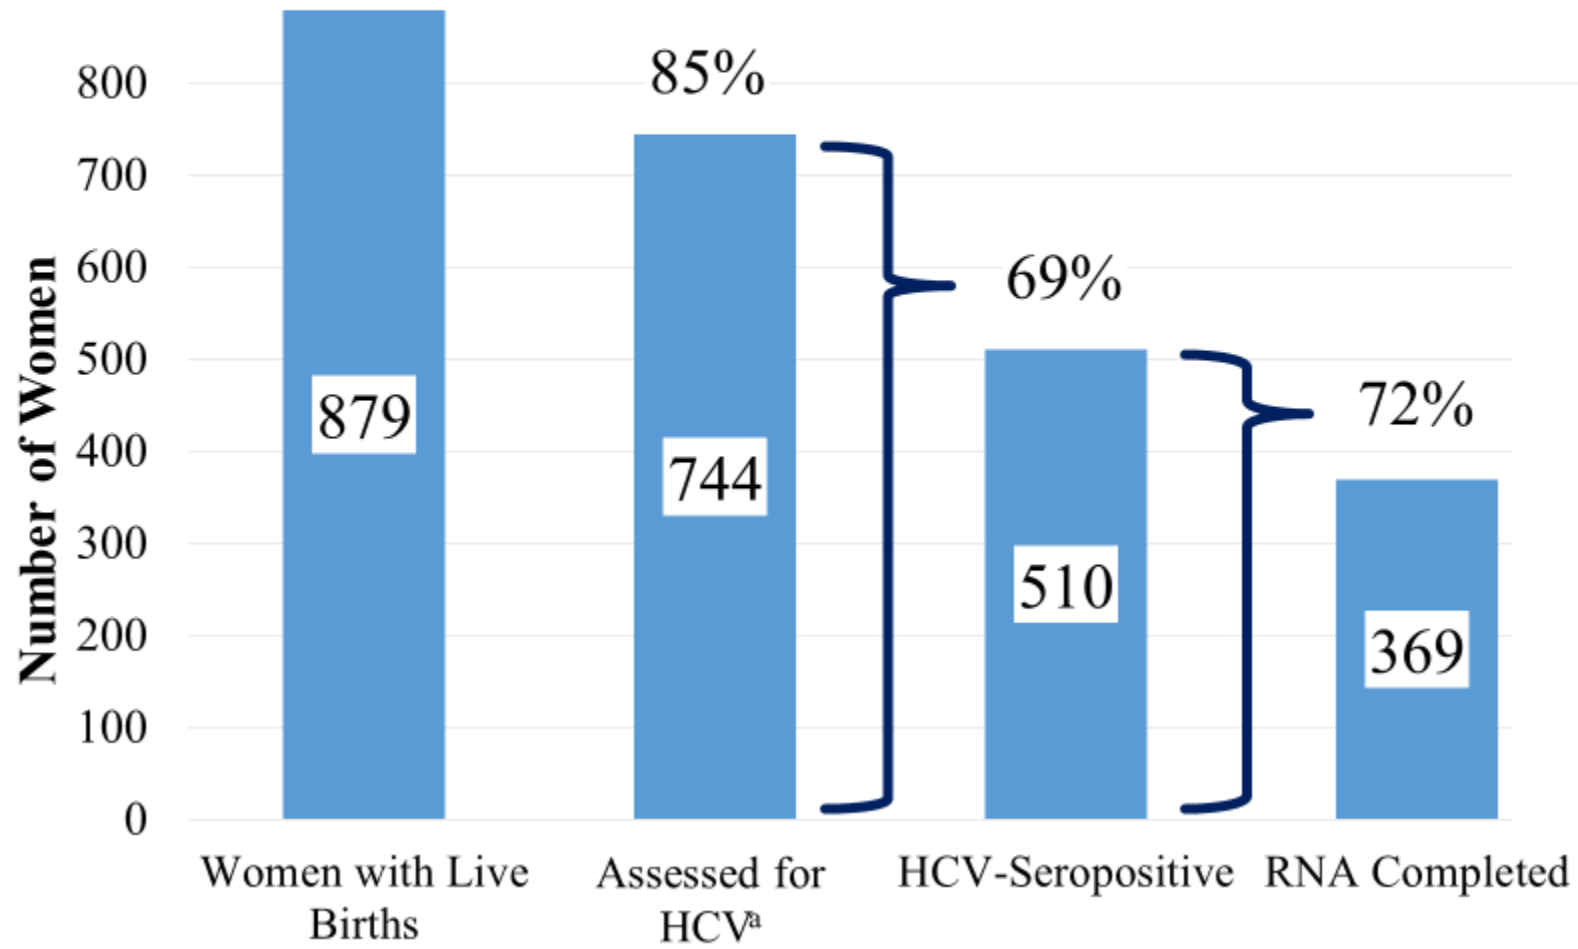 Number of Women
800
700
600
500
400
300
200
100
0
85%
69%
72%
879
744
510
369
Women with Live
Births
Assessed for
HCVᵃ
HCV-Seropositive
RNA Completed